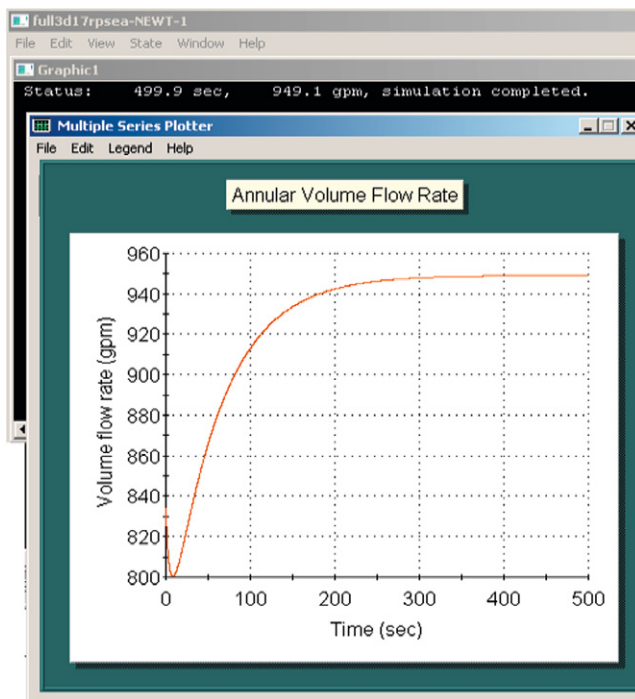 full3d17rpsea-NEWT-1
File Edit View State Window Help
Graphic1
Status: 499.9 sec, 949.1 gpm, simulation completed.
Multiple Series Plotter
File Edit Legend Help
Annular Volume Flow Rate
Volume flow rate (gpm)
960
940
920
900
880
860
840
820
800
0 100 200 300 400 500
Time (sec)